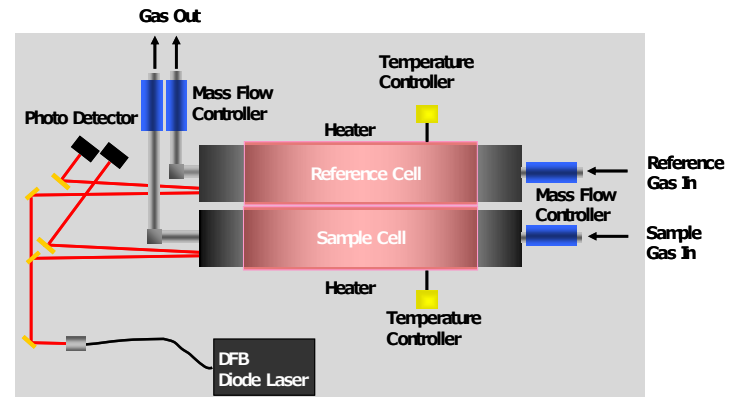 Gas Out
Temperature
Controller
Mass Flow
Controller
Photo Detector
Heater
Reference Cell
Reference
Gas In
Mass Flow
Controller
Sample Cell
Sample
Gas In
Heater
Temperature
Controller
DFB
Diode Laser